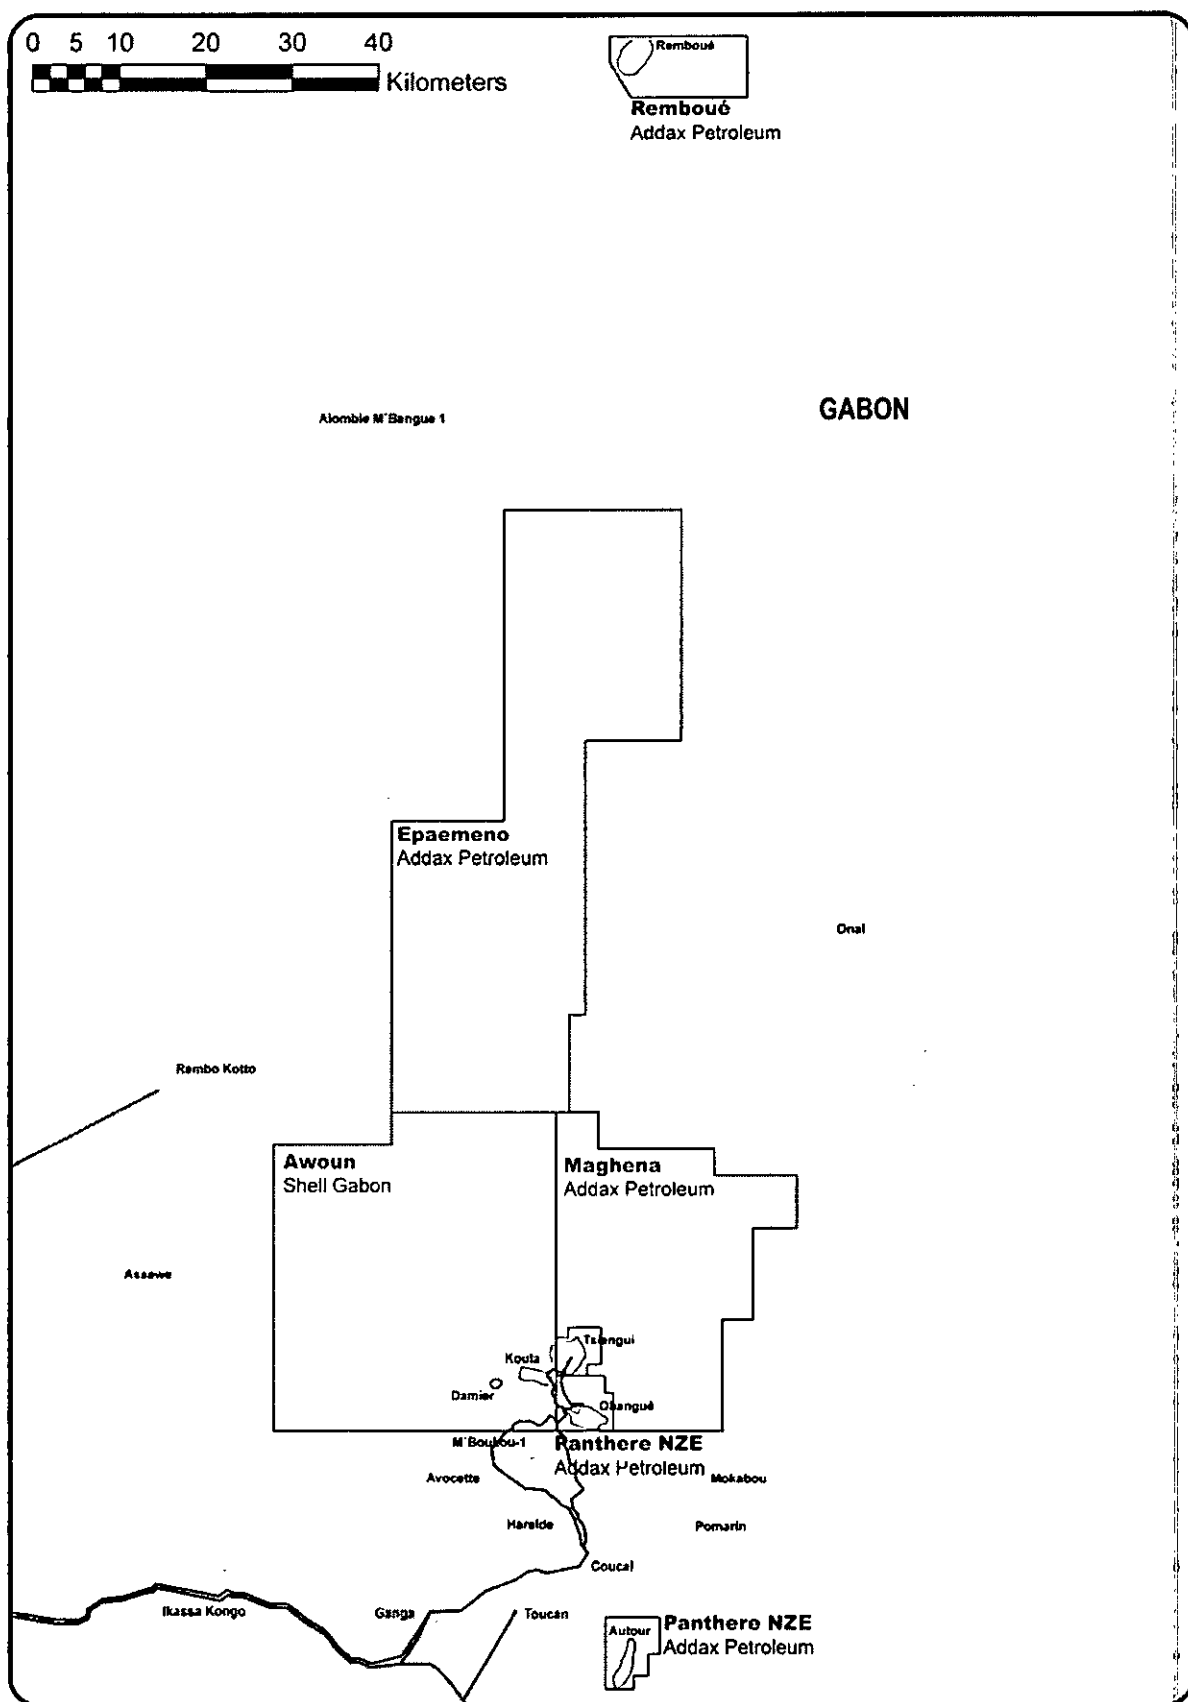 0 5 10 20 30 40
Kilometers
Remboué
Remboué
Addax Petroleum
GABON
Alombie M'Bangue 1
Epaemeno
Addax Petroleum
Onal
Rembo Kotto
Awoun
Shell Gabon
Maghena
Addax Petroleum
Assewe
Tsiengui
Kouta
Damier
Obangué
M'Boukou-1
Panthere NZE
Addax Petroleum
Avocette
Mokabou
Harelde
Pomarin
Coucal
Ikassa Kongo
Ganga
Toucan
Autour
Panthere NZE
Addax Petroleum